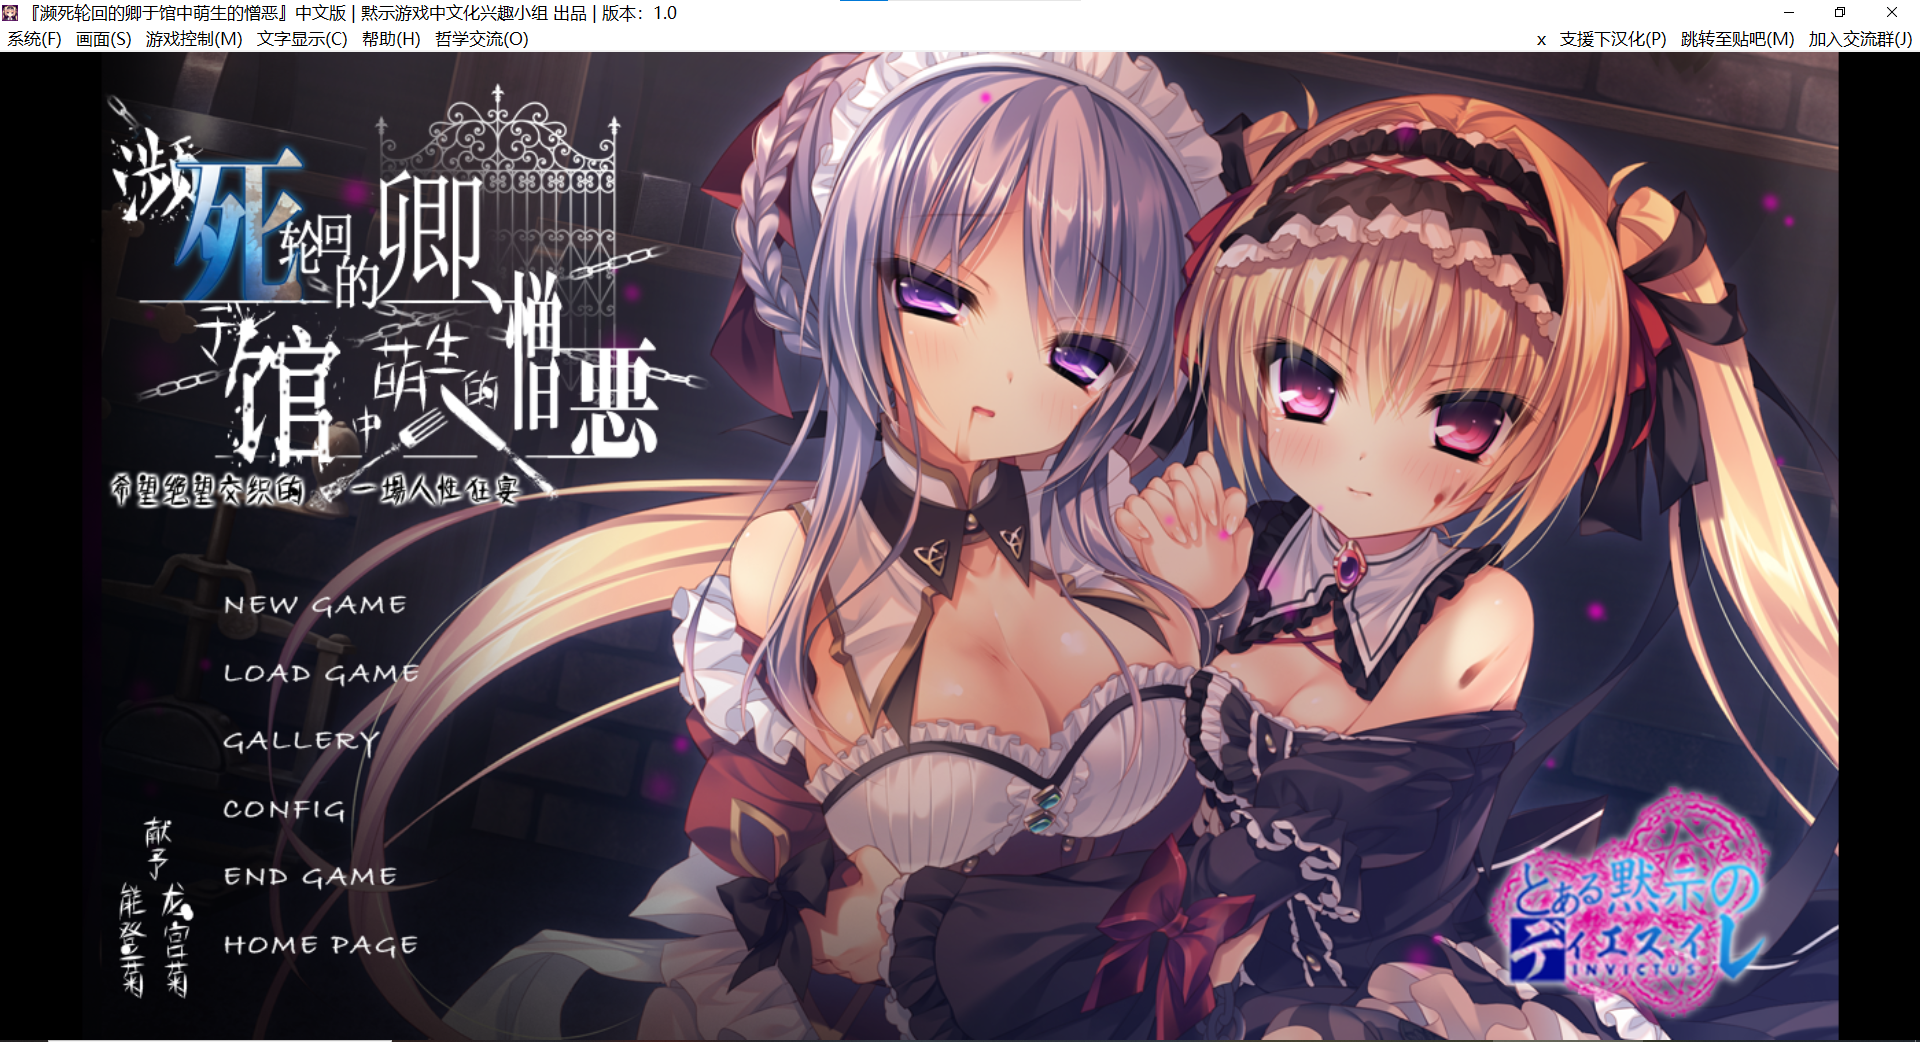 『濒死轮回的卿于馆中萌生的憎恶』中文版 | 默示游戏中文化兴趣小组 出品 | 版本：1.0
系统(F) 画面(S) 游戏控制(M) 文字显示(C) 帮助(H) 哲学交流(O) x 支援下汉化(P) 跳转至贴吧(M) 加入交流群(J)
濒死轮回的卿、
于馆中萌生的憎恶
希望绝望交织的 一場人性狂宴
NEW GAME
LOAD GAME
GALLERY
CONFIG
END GAME
HOME PAGE
献予
龙宫菊
能登菊
とある黙示の
ディエス・イレ
INVICTUS